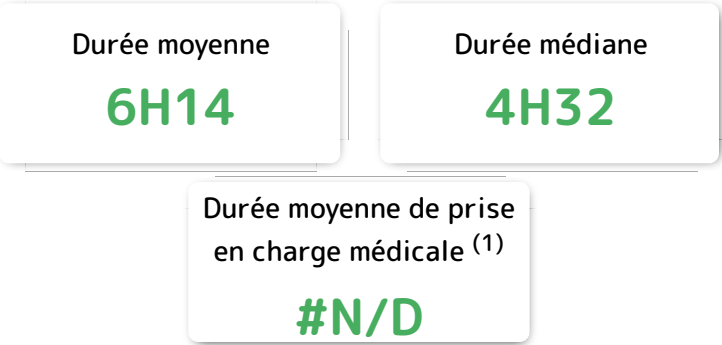 Durée moyenne
6H14
Durée médiane
4H32
Durée moyenne de prise
en charge médicale (1)
#N/D